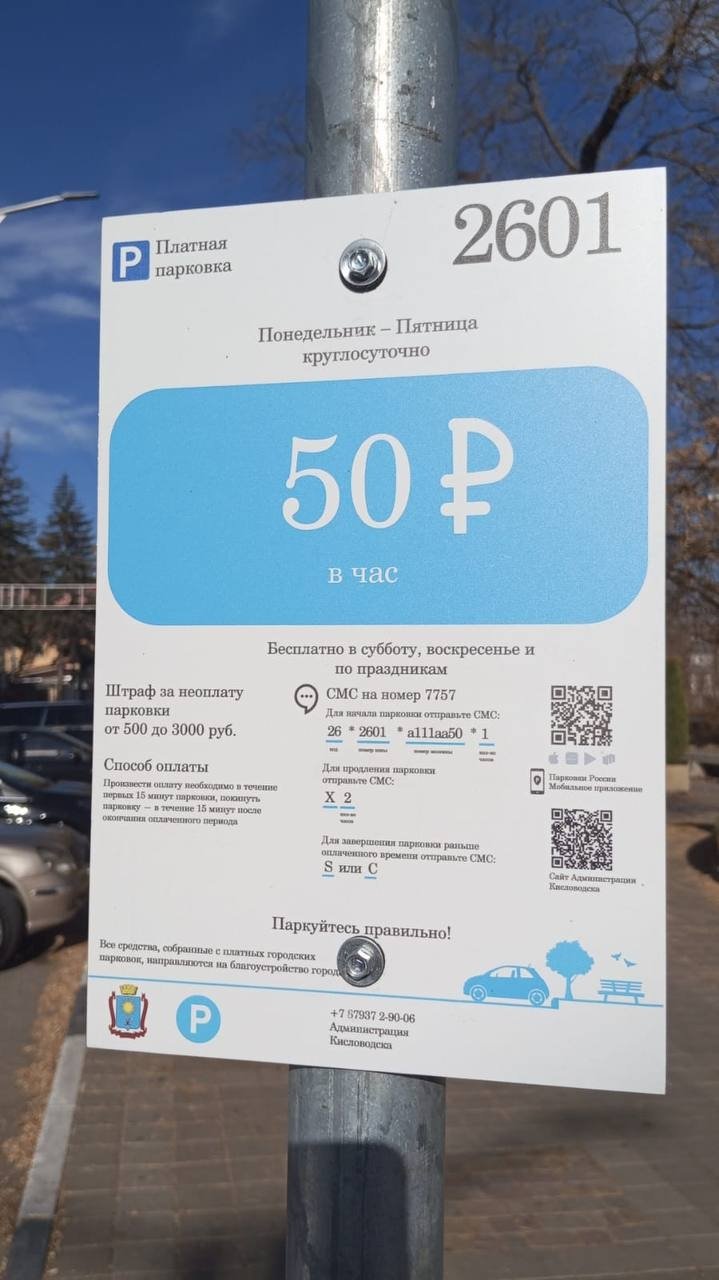 Платная
парковка
2601
Понедельник – Пятница
круглосуточно
50 ₽
в час
Бесплатно в субботу, воскресенье и
по праздникам
Штраф за неоплату
парковки
от 500 до 3000 руб.
Способ оплаты
Произвести оплату необходимо в течение
первых 15 минут парковки, покинуть
парковку — в течение 15 минут после
окончания оплаченного периода
СМС на номер 7757
Для начала парковки отправьте СМС:
26 * 2601 * а111аа50 * 1
Для продления парковки
отправьте СМС:
X 2
Для завершения парковки раньше
оплаченного времени отправьте СМС:
S или C
Парковки России
Мобильное приложение
Сайт Администрации
Кисловодска
Паркуйтесь правильно!
Все средства, собранные с платных городских
парковок, направляются на благоустройство
+7 87937 2-90-06
Администрация
Кисловодска